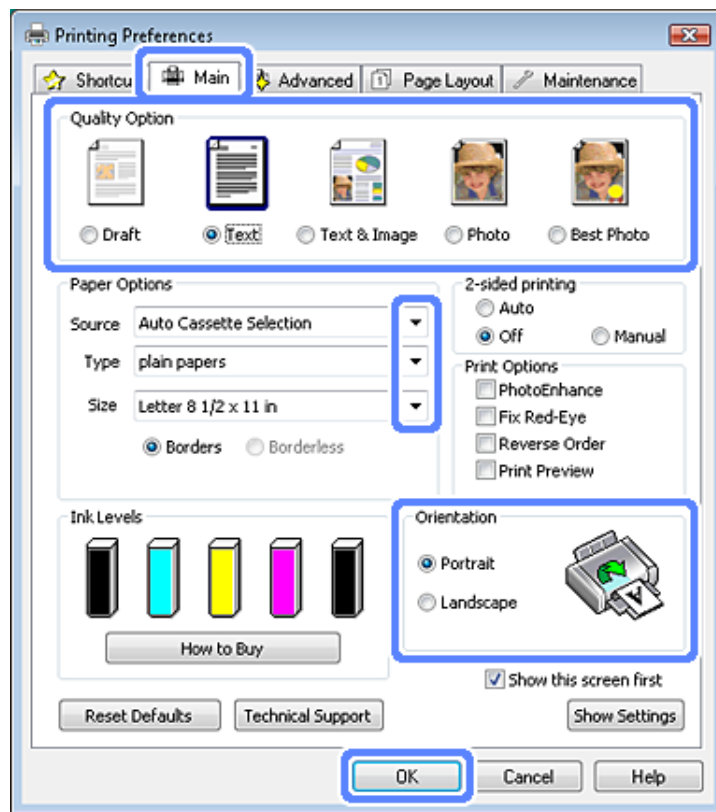 Printing Preferences
Shortcu Main Advanced Page Layout Maintenance
Quality Option
Draft Text Text & Image Photo Best Photo
Paper Options
Source Auto Cassette Selection
Type plain papers
Size Letter 8 1/2 x 11 in
Borders Borderless
2-sided printing
Auto
Off Manual
Print Options
PhotoEnhance
Fix Red-Eye
Reverse Order
Print Preview
Ink Levels
How to Buy
Orientation
Portrait
Landscape
A
Show this screen first
Reset Defaults Technical Support Show Settings
OK Cancel Help